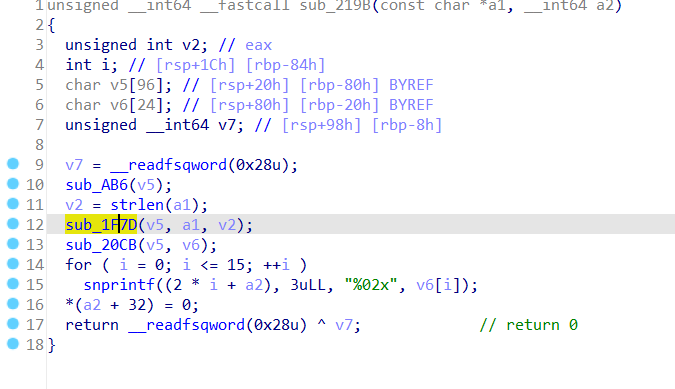 1 unsigned __int64 __fastcall sub_219B(const char *a1, __int64 a2)
2 {
3 unsigned int v2; // eax
4 int i; // [rsp+1Ch] [rbp-84h]
5 char v5[96]; // [rsp+20h] [rbp-80h] BYREF
6 char v6[24]; // [rsp+80h] [rbp-20h] BYREF
7 unsigned __int64 v7; // [rsp+98h] [rbp-8h]
8
9 v7 = __readfsqword(0x28u);
10 sub_AB6(v5);
11 v2 = strlen(a1);
12 sub_1F7D(v5, a1, v2);
13 sub_20CB(v5, v6);
14 for ( i = 0; i <= 15; ++i )
15 snprintf((2 * i + a2), 3uLL, "%02x", v6[i]);
16 *(a2 + 32) = 0;
17 return __readfsqword(0x28u) ^ v7; // return 0
18 }